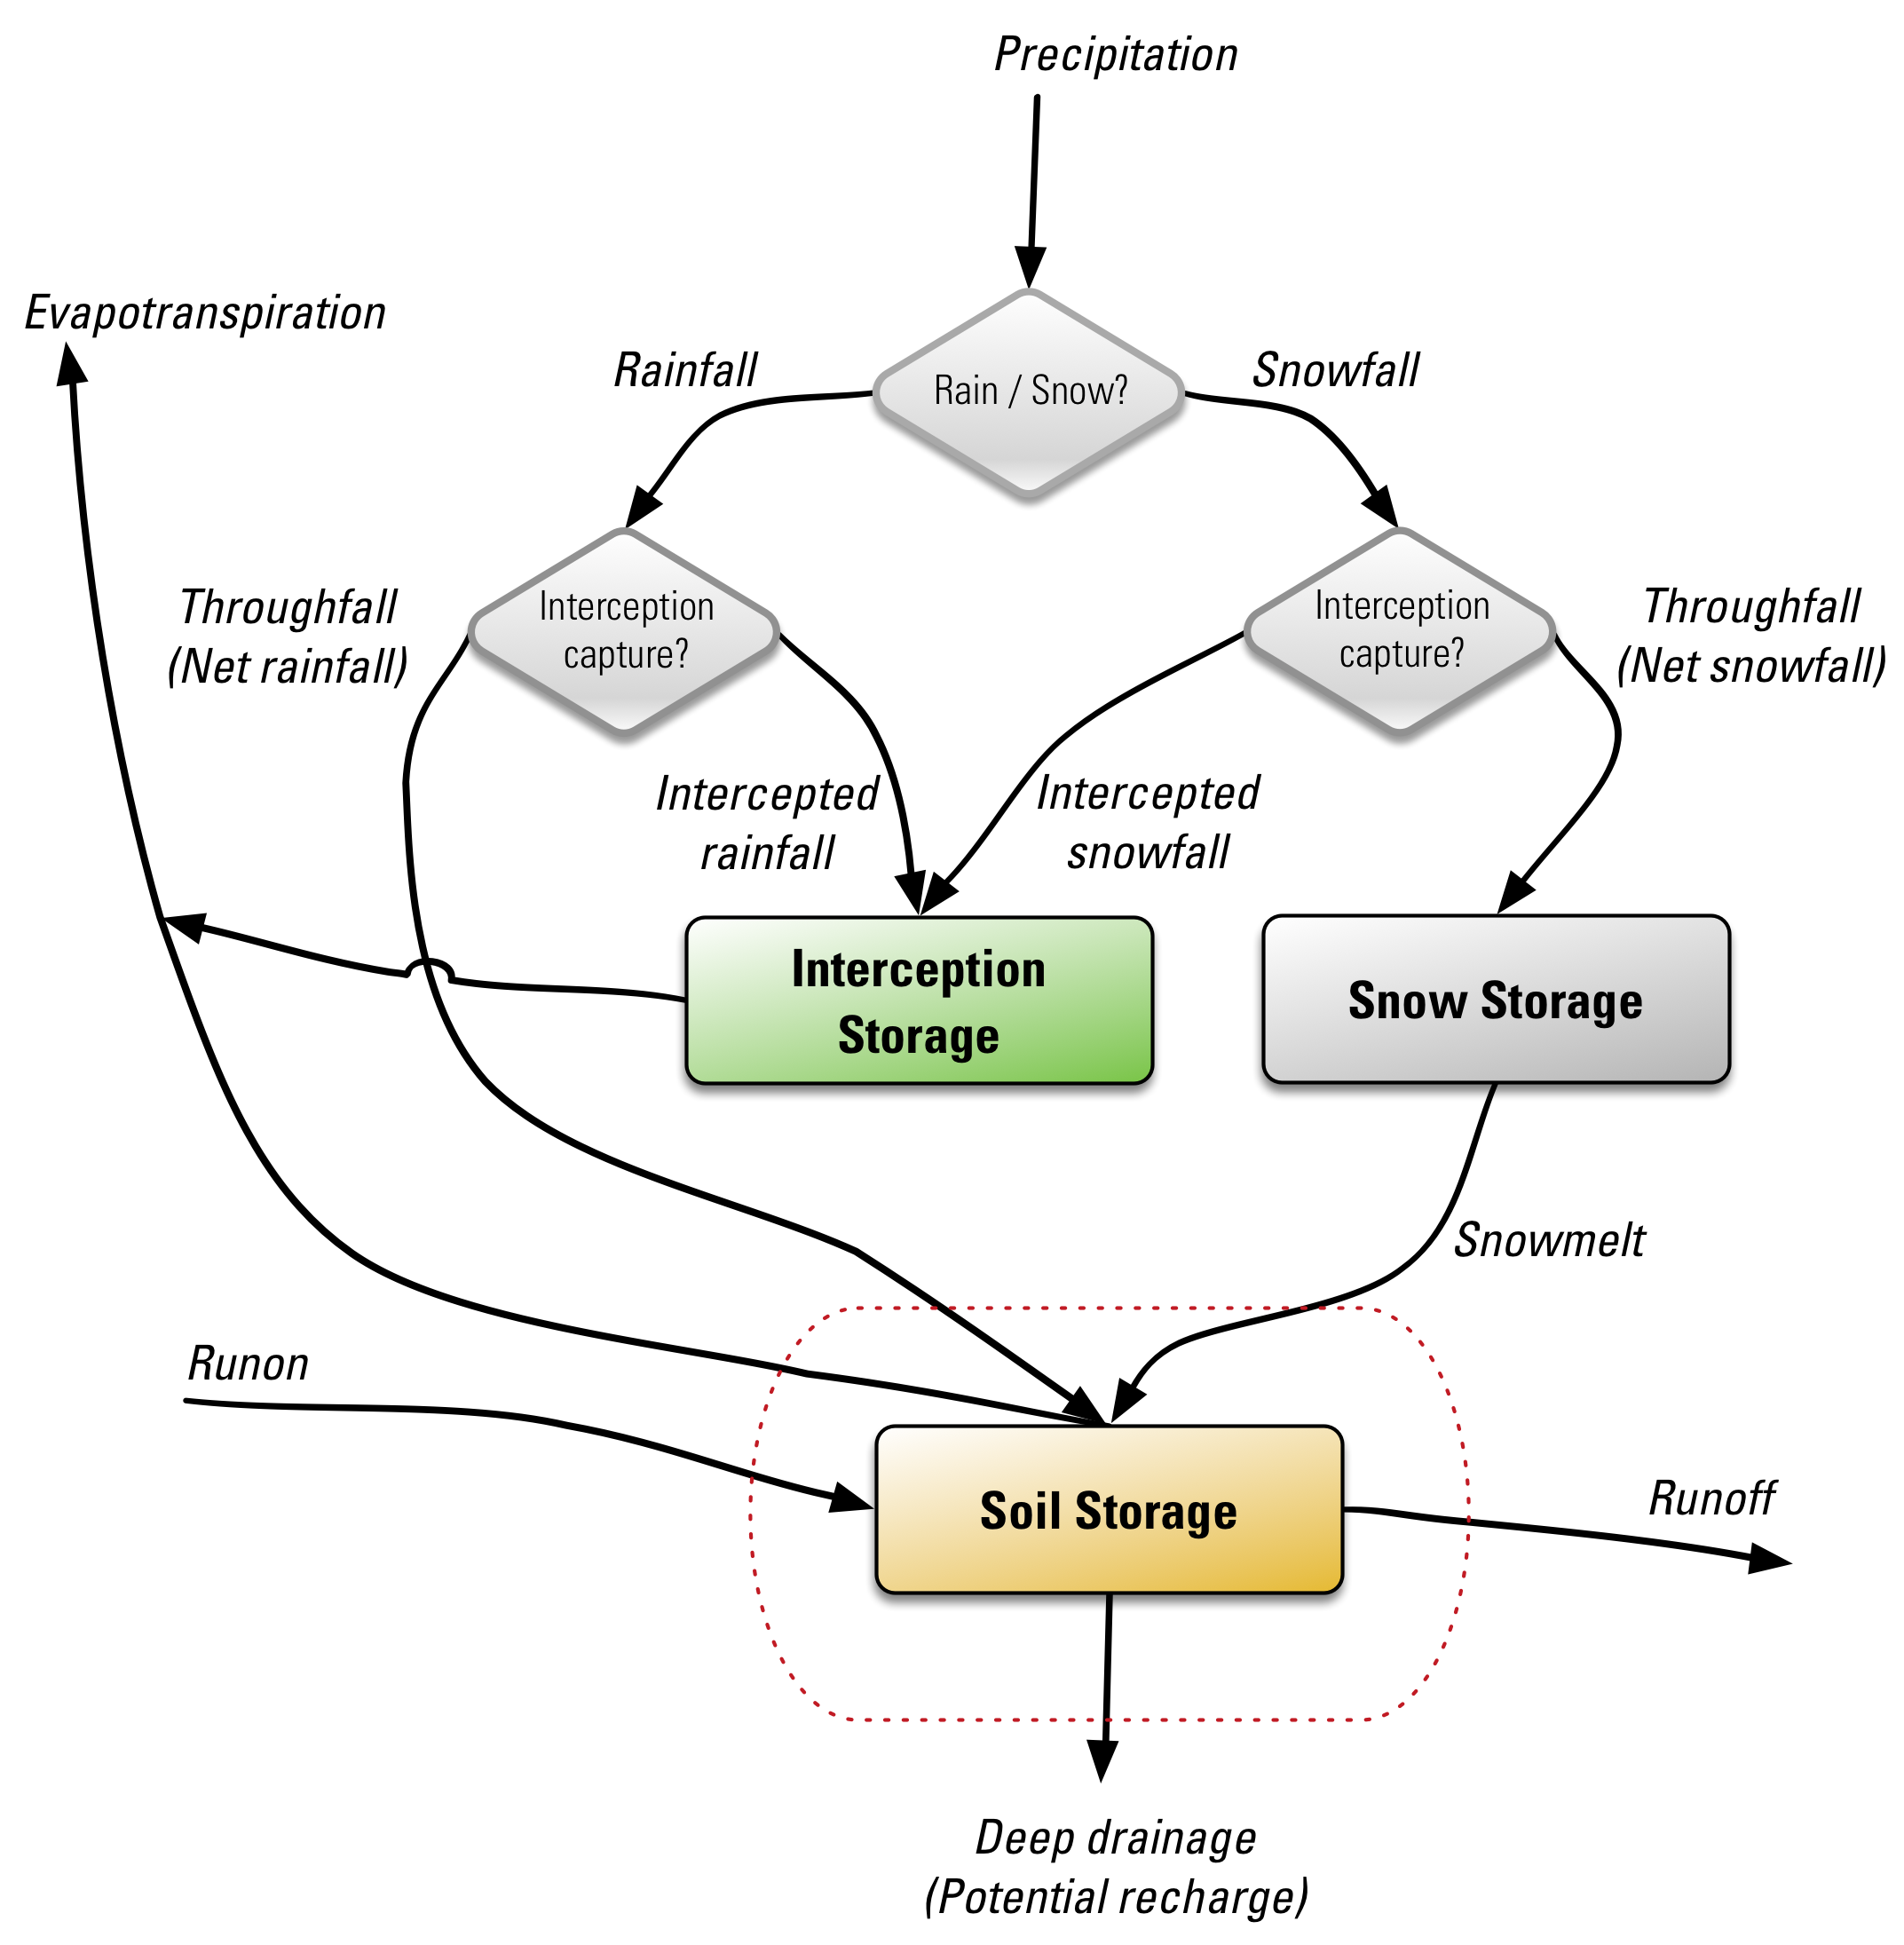 Precipitation
Evapotranspiration
Rainfall
Rain / Snow?
Snowfall
Throughfall
(Net rainfall)
Interception
capture?
Interception
capture?
Throughfall
(Net snowfall)
Intercepted
rainfall
Intercepted
snowfall
Interception
Storage
Snow Storage
Snowmelt
Runon
Soil Storage
Runoff
Deep drainage
(Potential recharge)